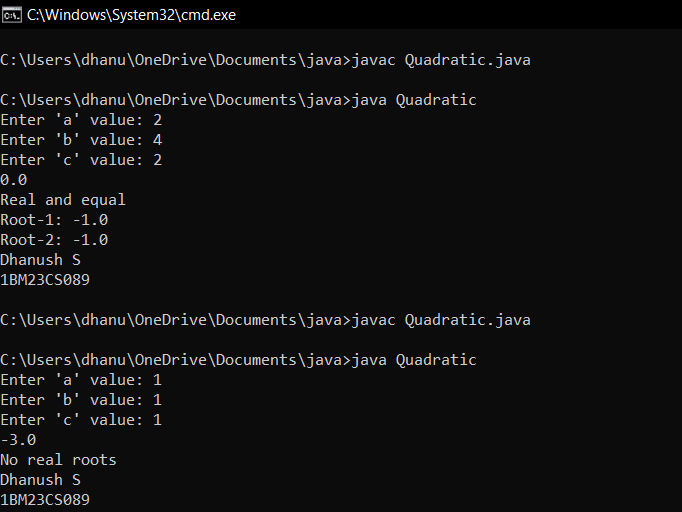 C:\Windows\System32\cmd.exe
C:\Users\dhanu\OneDrive\Documents\java>javac Quadratic.java
C:\Users\dhanu\OneDrive\Documents\java>java Quadratic
Enter 'a' value: 2
Enter 'b' value: 4
Enter 'c' value: 2
0.0
Real and equal
Root-1: -1.0
Root-2: -1.0
Dhanush S
1BM23CS089
C:\Users\dhanu\OneDrive\Documents\java>javac Quadratic.java
C:\Users\dhanu\OneDrive\Documents\java>java Quadratic
Enter 'a' value: 1
Enter 'b' value: 1
Enter 'c' value: 1
-3.0
No real roots
Dhanush S
1BM23CS089